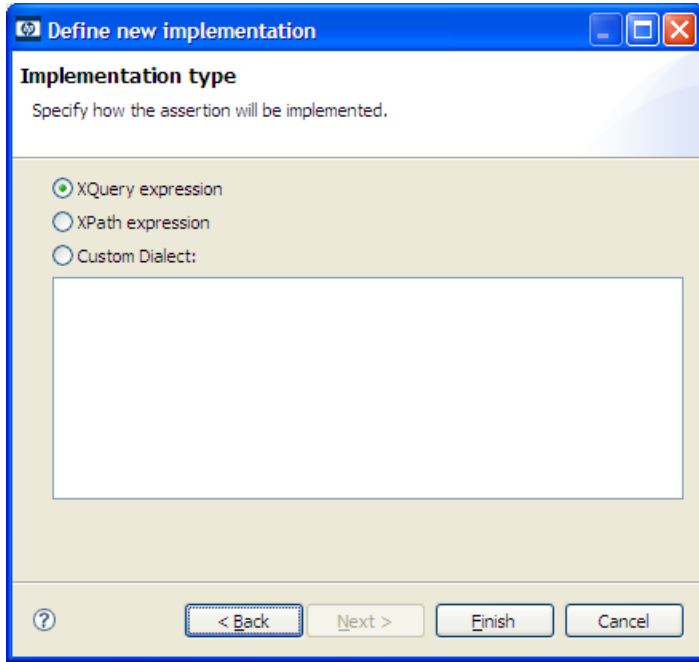 Define new implementation
Implementation type
Specify how the assertion will be implemented.
XQuery expression
XPath expression
Custom Dialect:
? < Back Next > Finish Cancel